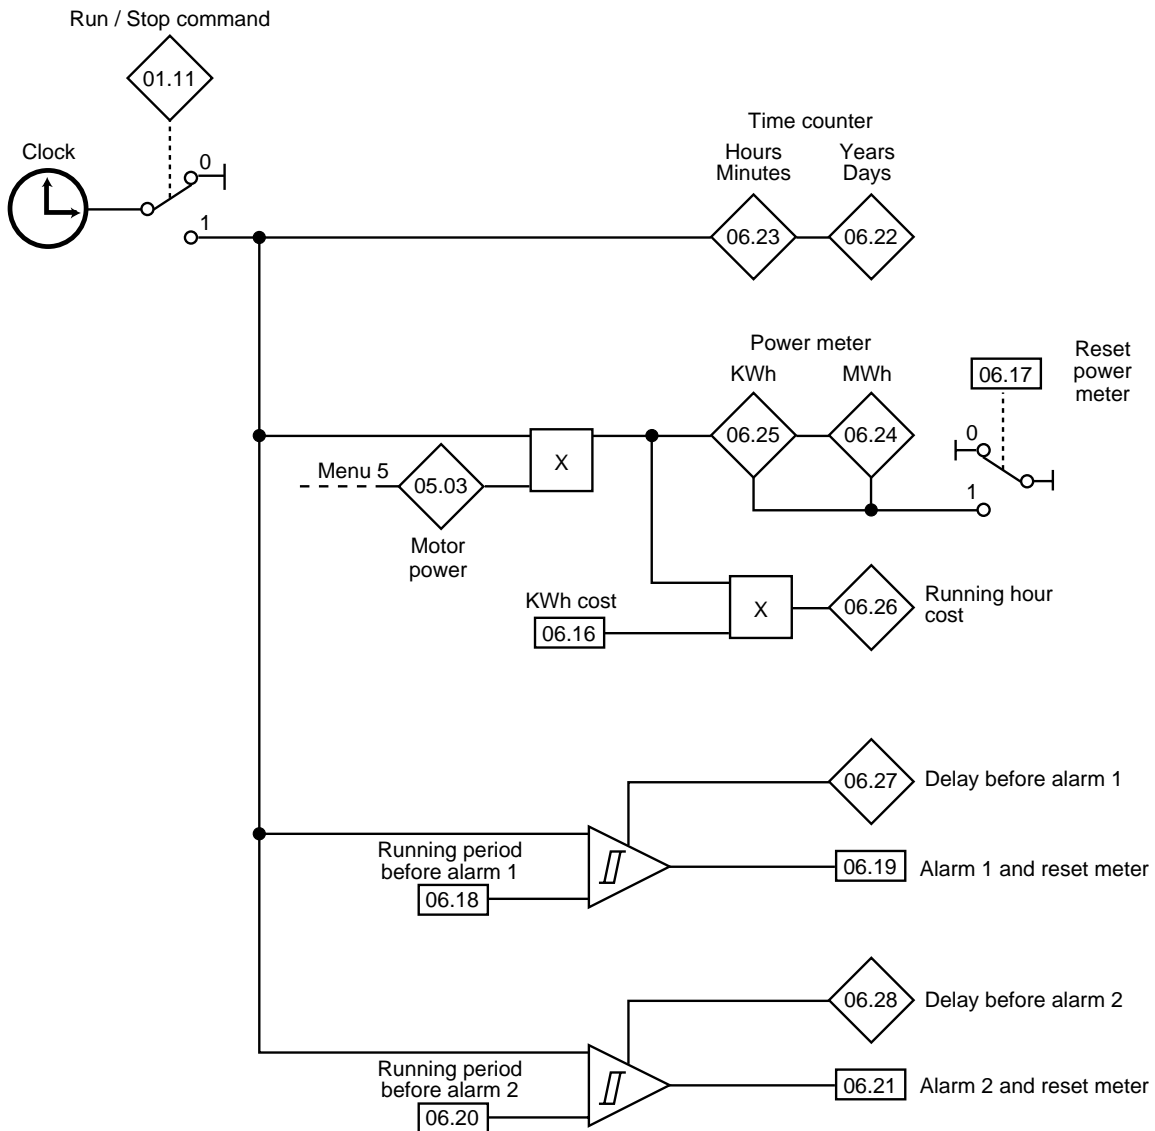 Run / Stop command
01.11
Clock
0
1
Time counter
Hours
Minutes
Years
Days
06.23
06.22
Power meter
KWh
MWh
06.25
06.24
06.17
Reset
power
meter
0
1
Menu 5
05.03
Motor
power
X
KWh cost
06.16
X
06.26
Running hour
cost
06.27
Delay before alarm 1
Running period
before alarm 1
06.18
06.19
Alarm 1 and reset meter
06.28
Delay before alarm 2
Running period
before alarm 2
06.20
06.21
Alarm 2 and reset meter